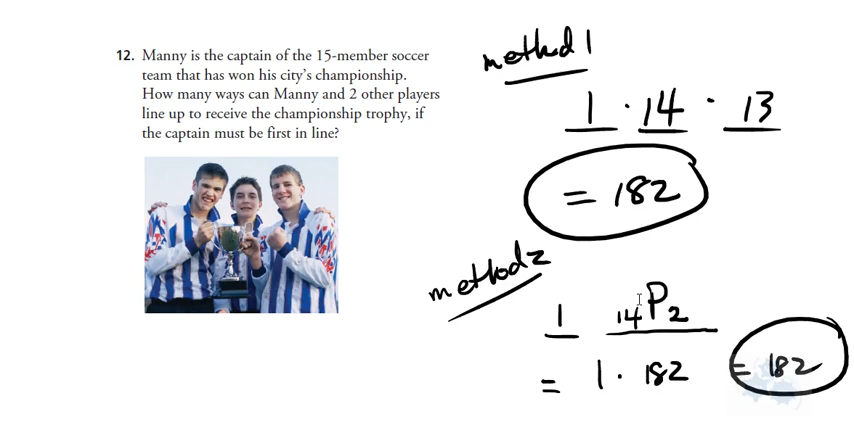 12. Manny is the captain of the 15-member soccer
team that has won his city's championship.
How many ways can Manny and 2 other players
line up to receive the championship trophy, if
the captain must be first in line?
method 1
1 · 14 · 13
= 182
method 2
1 ₁₄P₂
= 1 · 182 = 182